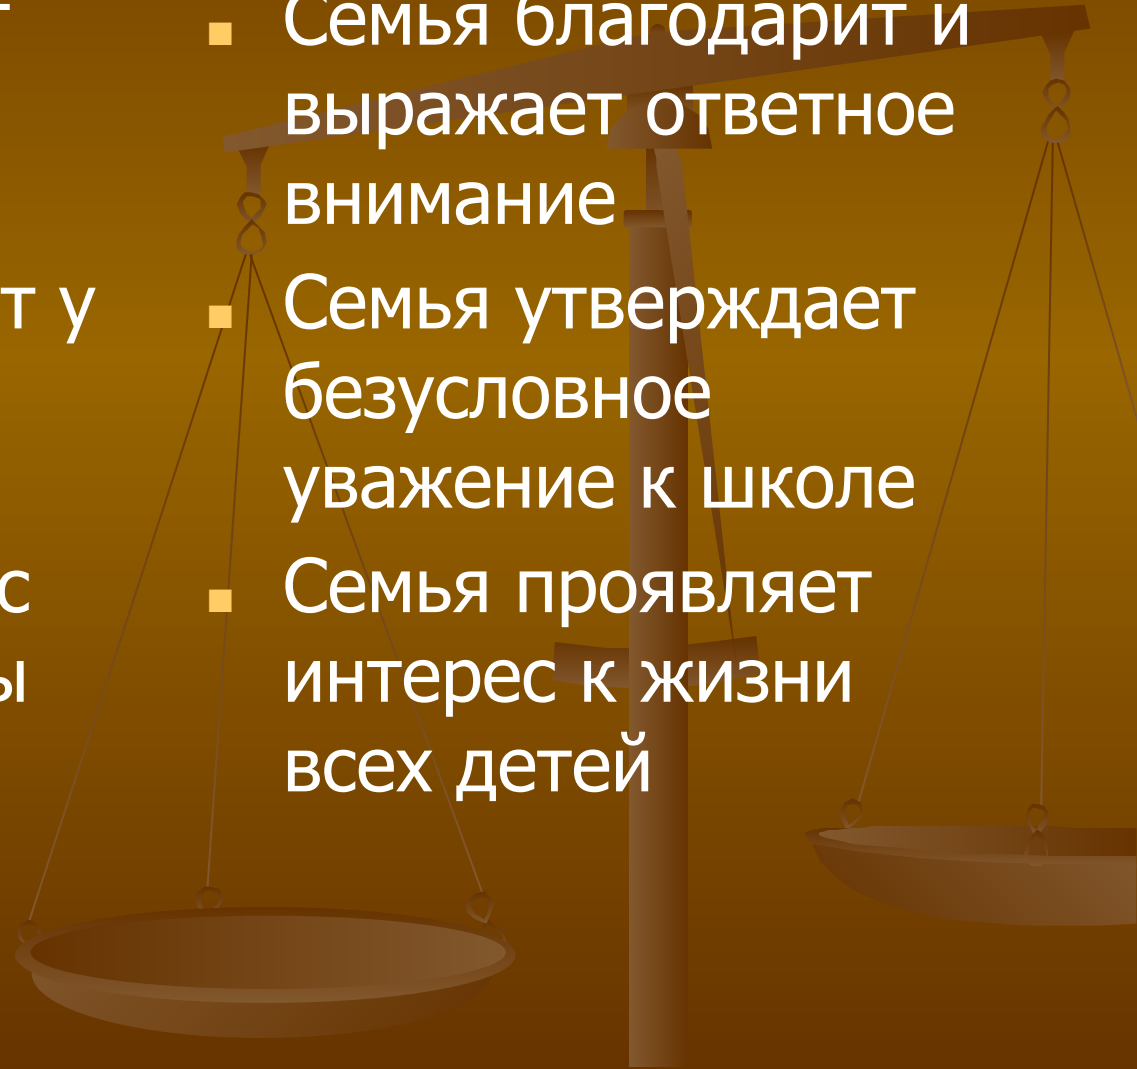 Семья благодарит и
выражает ответное
внимание
т у
Семья утверждает
безусловное
уважение к школе
с
Семья проявляет
ы
интерес к жизни
всех детей